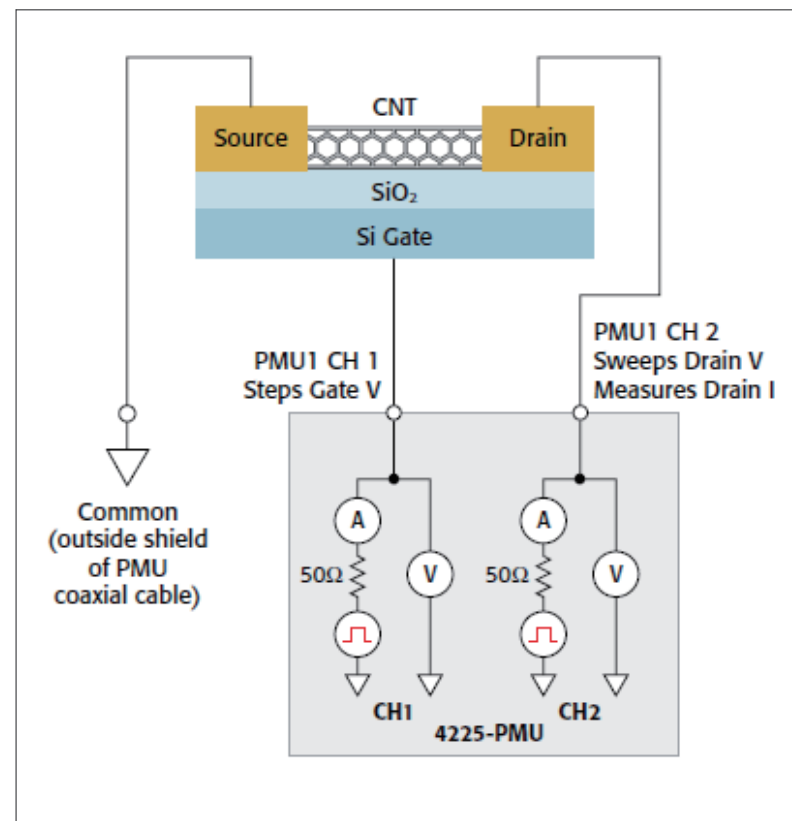 CNT
Source
Drain
SiO₂
Si Gate
PMU1 CH 1
Steps Gate V
PMU1 CH 2
Sweeps Drain V
Measures Drain I
Common
(outside shield
of PMU
coaxial cable)
A
50Ω
V
A
50Ω
V
CH1
CH2
4225-PMU